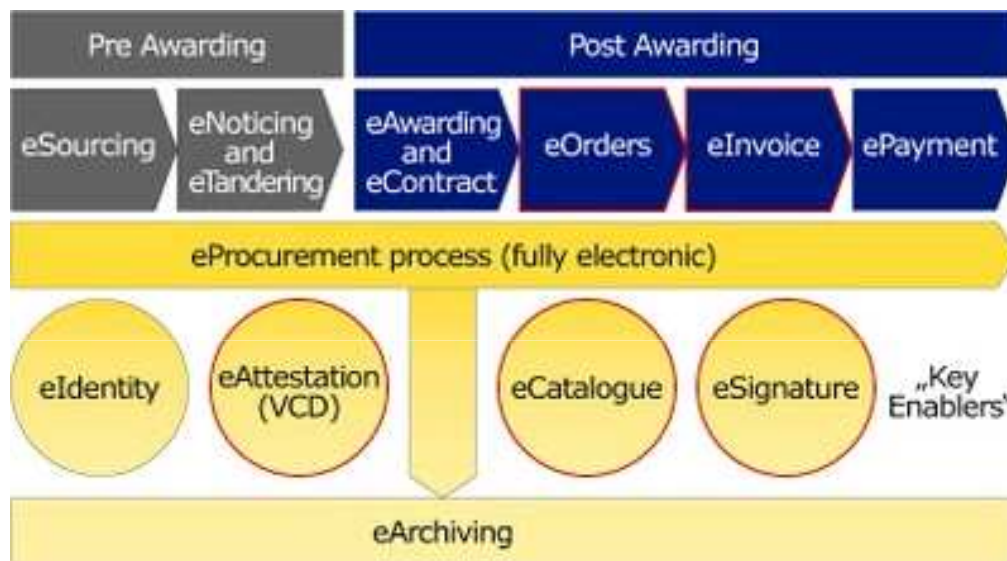 Pre Awarding
Post Awarding
eSourcing
eNoticing
and
eTandering
eAwarding
and
eContract
eOrders
eInvoice
ePayment
eProcurement process (fully electronic)
eIdentity
eAttestation
(VCD)
eCatalogue
eSignature
„Key
Enablers“
eArchiving